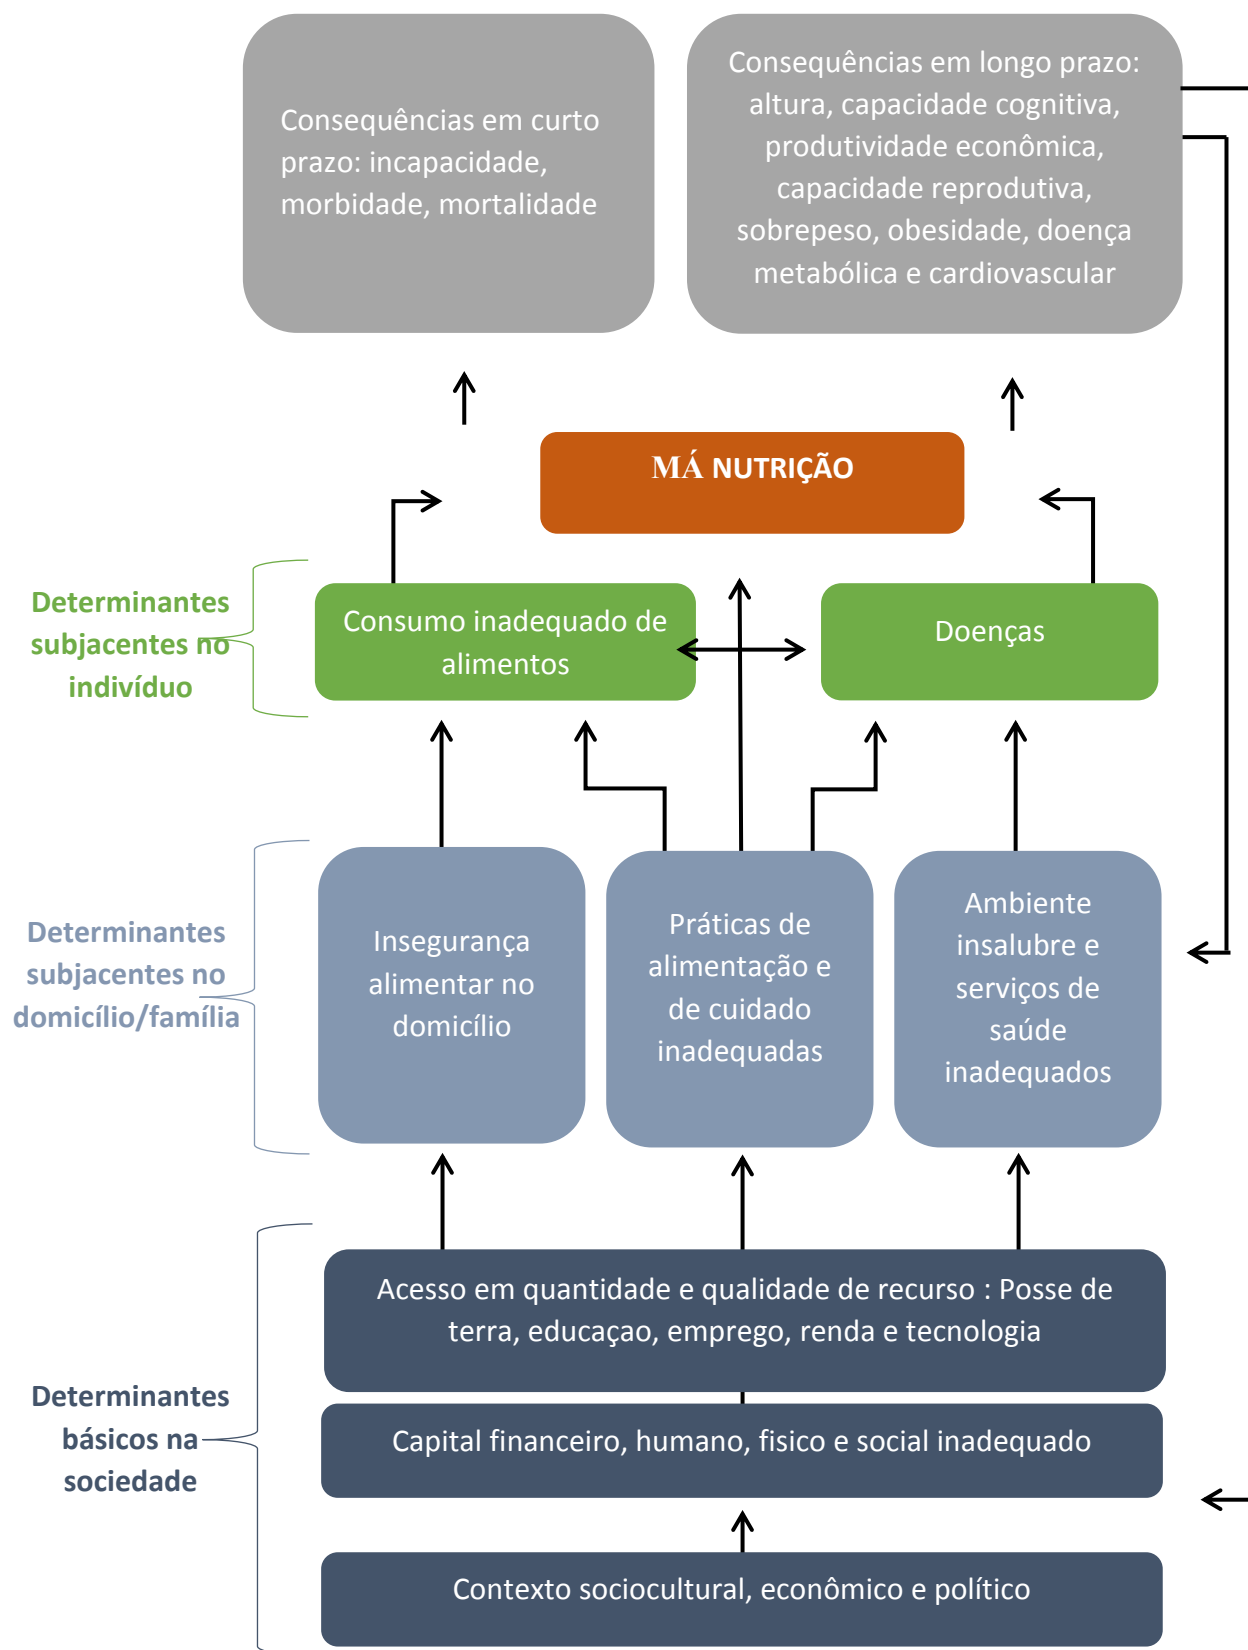 Consequências em curto
prazo: incapacidade,
morbidade, mortalidade
Consequências em longo prazo:
altura, capacidade cognitiva,
produtividade econômica,
capacidade reprodutiva,
sobrepeso, obesidade, doença
metabólica e cardiovascular
MÁ NUTRIÇÃO
Determinantes
subjacentes no
indivíduo
Consumo inadequado de
alimentos
Doenças
Determinantes
subjacentes no
domicílio/família
Insegurança
alimentar no
domicílio
Práticas de
alimentação e
de cuidado
inadequadas
Ambiente
insalubre e
serviços de
saúde
inadequados
Determinantes
básicos na
sociedade
Acesso em quantidade e qualidade de recurso : Posse de
terra, educaçao, emprego, renda e tecnologia
Capital financeiro, humano, fisico e social inadequado
Contexto sociocultural, econômico e político